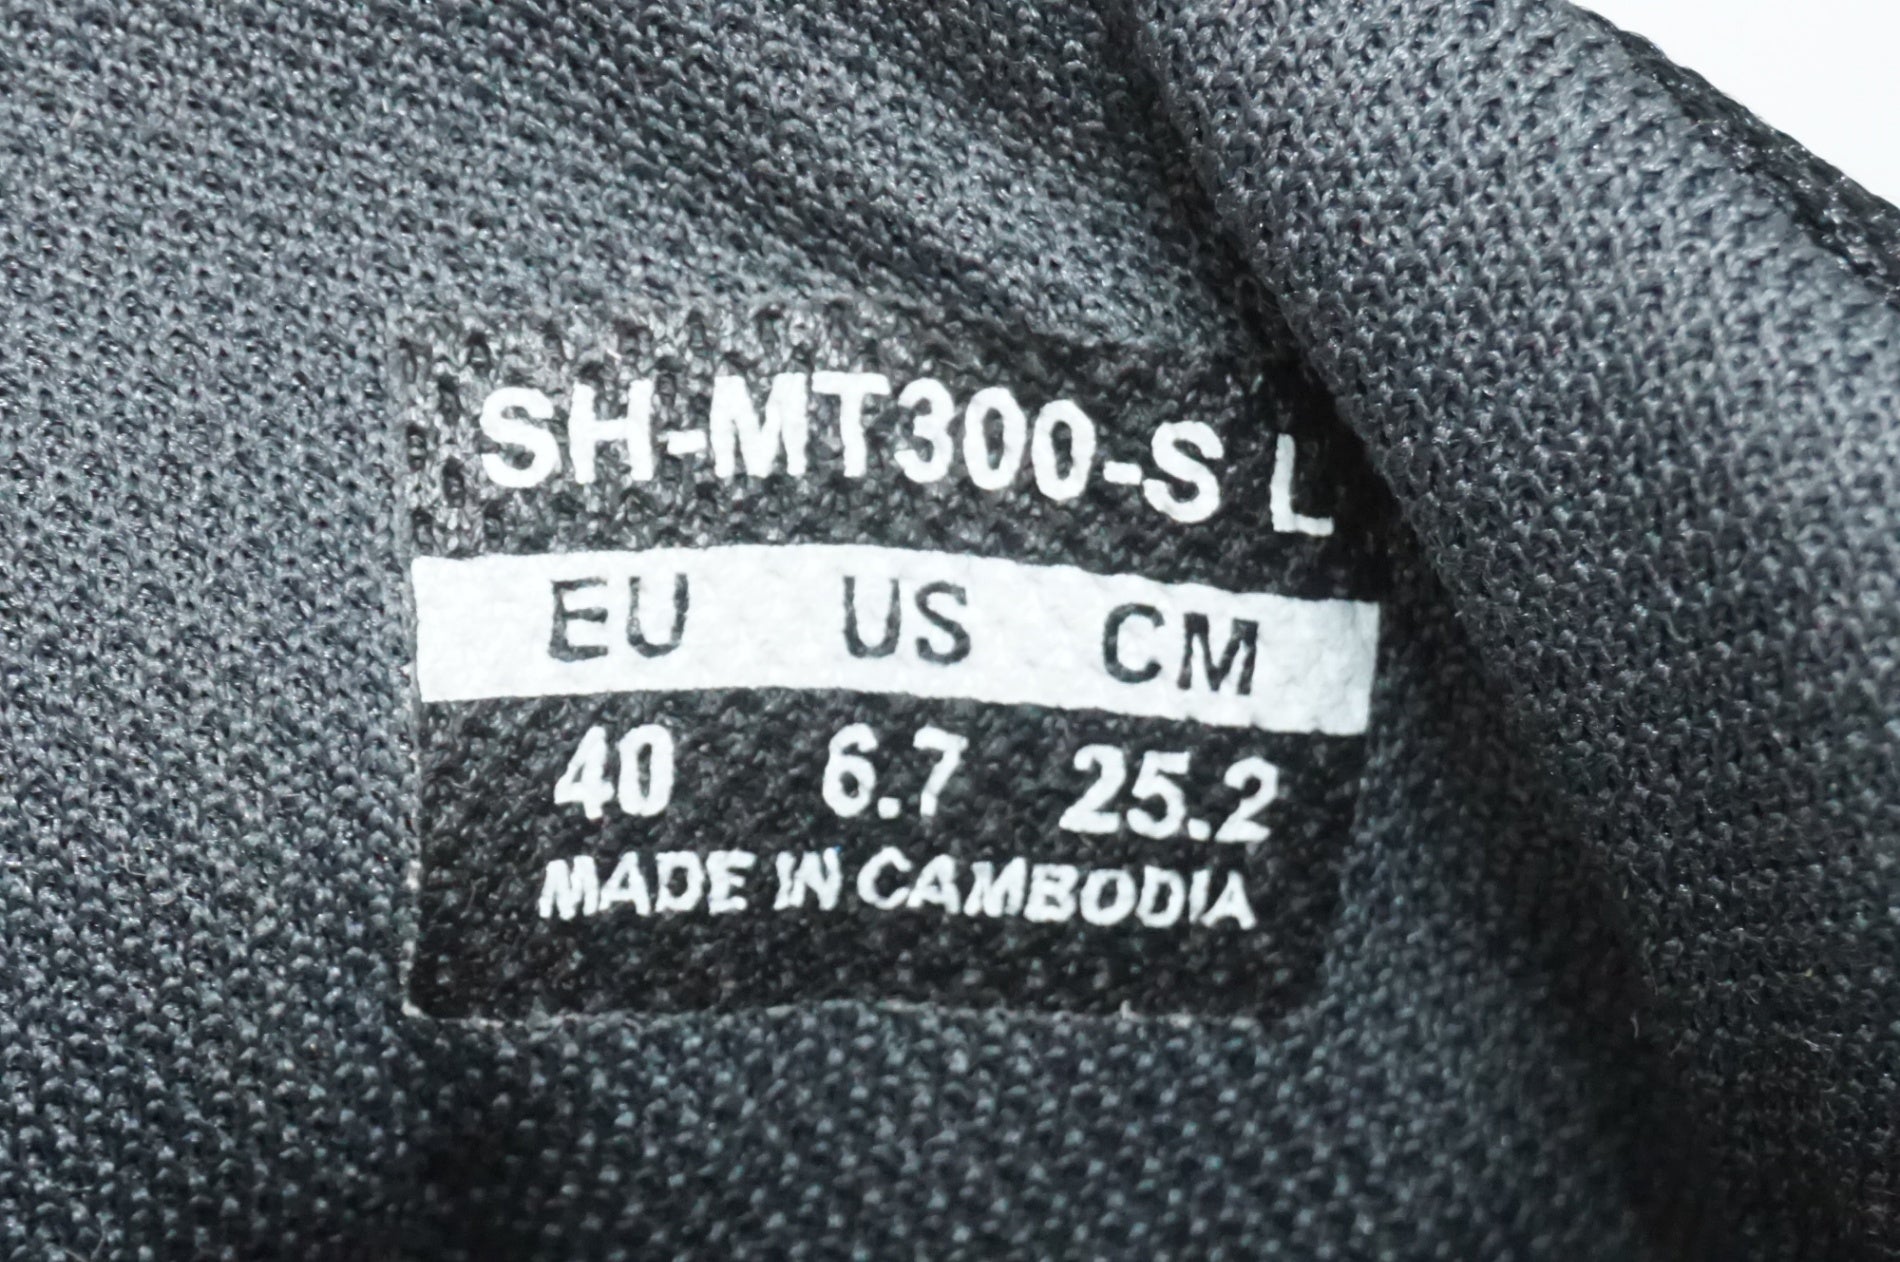 SH-MT300-S L
EU US CM
40 6.7 25.2
MADE IN CAMBODIA